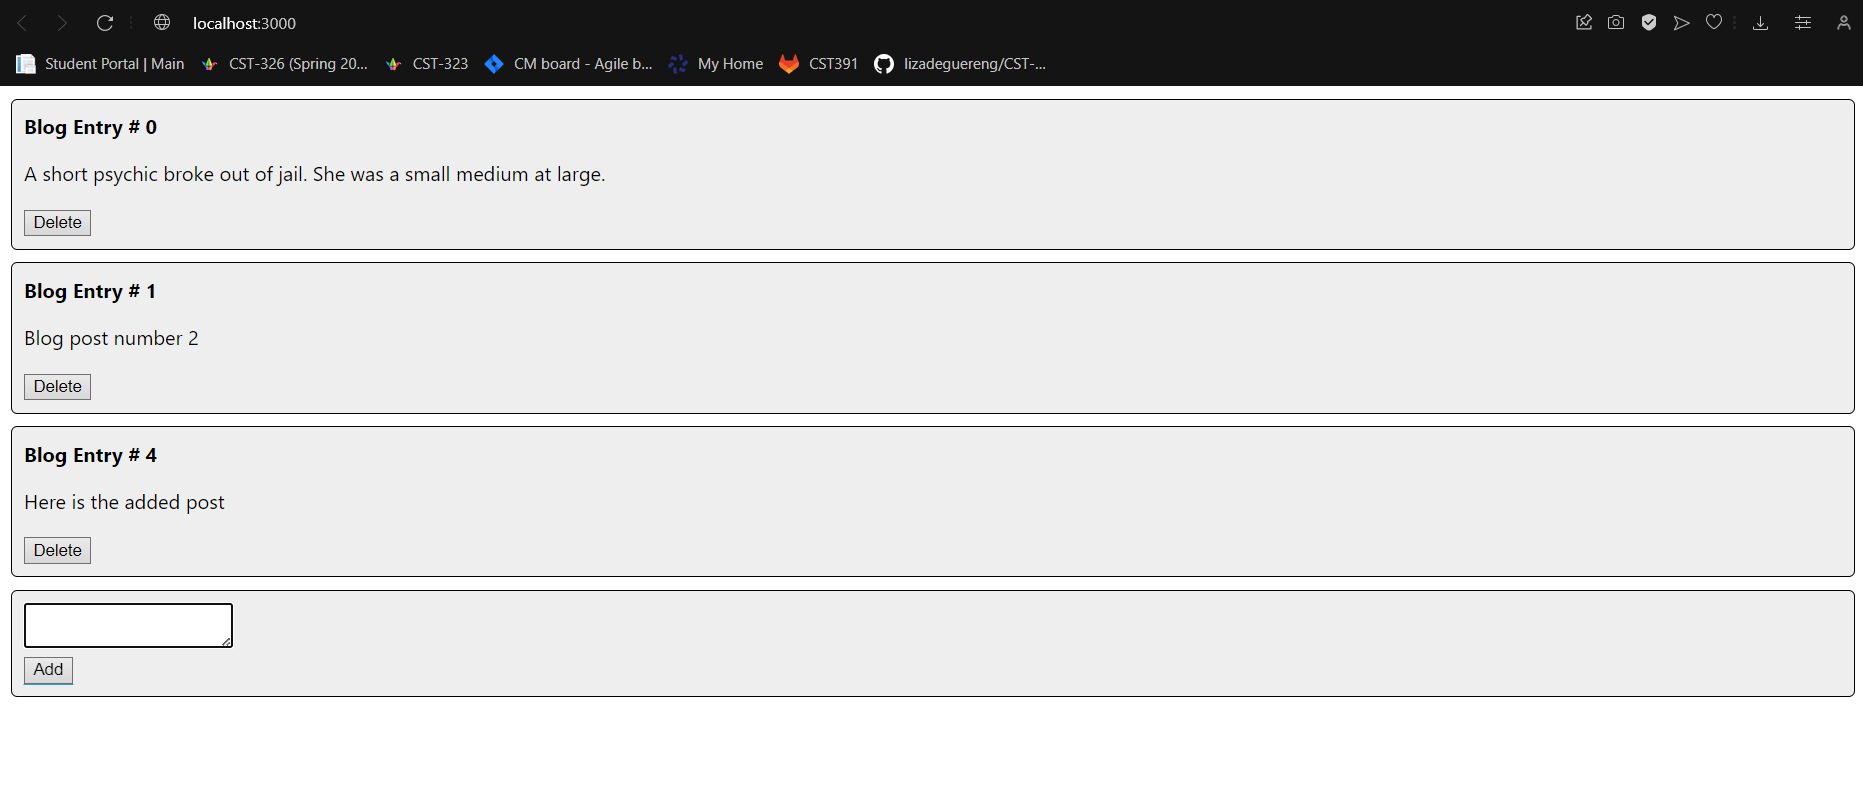 localhost:3000
Student Portal | Main CST-326 (Spring 20... CST-323 CM board - Agile b... My Home CST391 lizadeguereng/CST-...
Blog Entry # 0
A short psychic broke out of jail. She was a small medium at large.
Delete
Blog Entry # 1
Blog post number 2
Delete
Blog Entry # 4
Here is the added post
Delete
Add